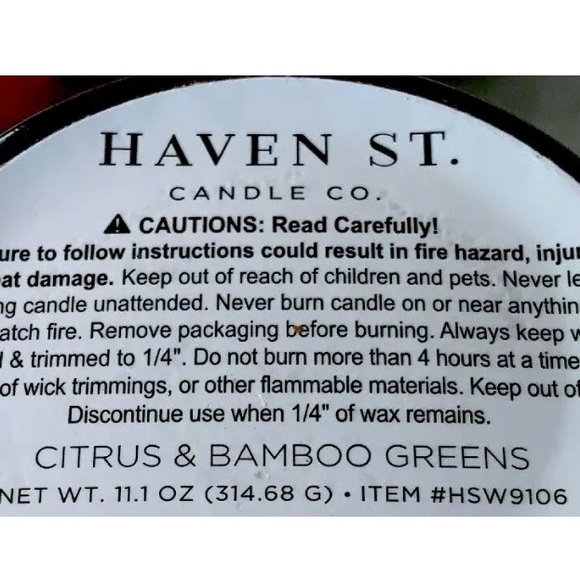 HAVEN ST.
CANDLE CO.
⚠ CAUTIONS: Read Carefully!
ure to follow instructions could result in fire hazard, injur
at damage. Keep out of reach of children and pets. Never le
ng candle unattended. Never burn candle on or near anythin
atch fire. Remove packaging before burning. Always keep w
& trimmed to 1/4". Do not burn more than 4 hours at a time
of wick trimmings, or other flammable materials. Keep out of
Discontinue use when 1/4" of wax remains.
CITRUS & BAMBOO GREENS
NET WT. 11.1 OZ (314.68 G) • ITEM #HSW9106